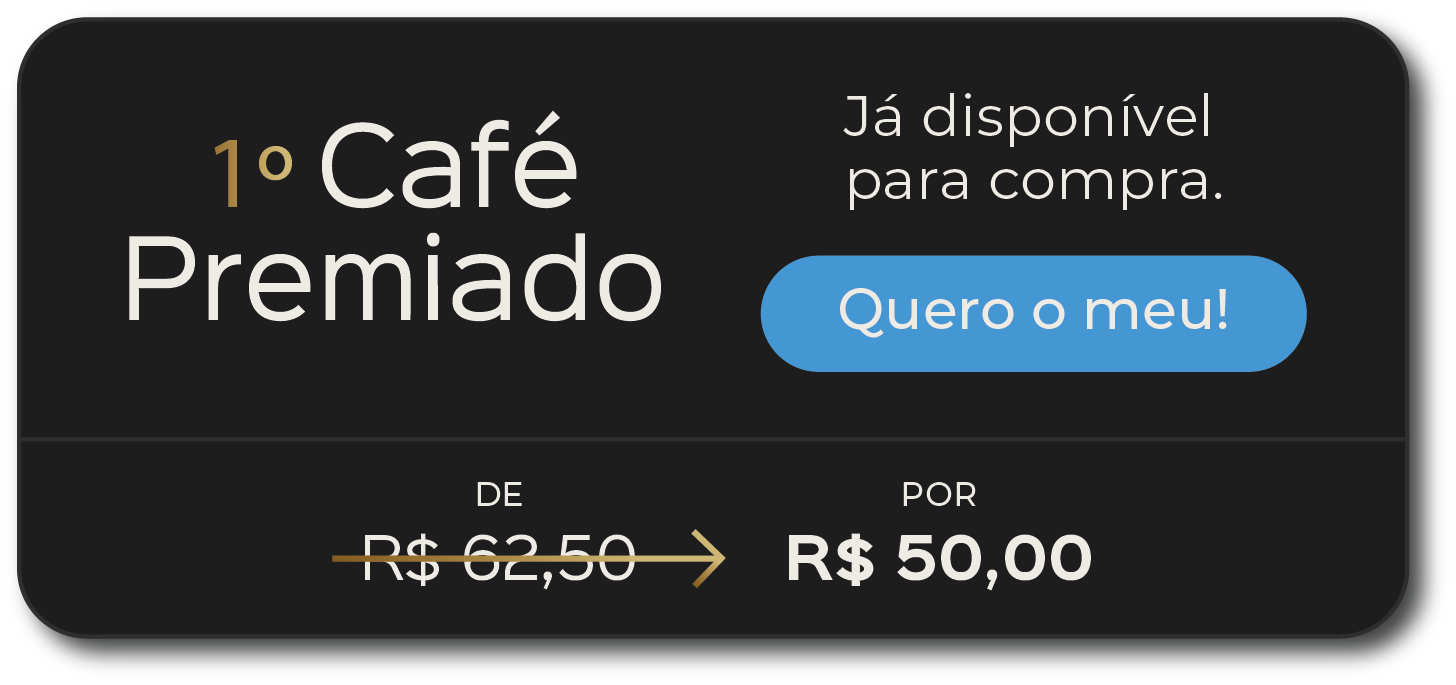 1º Café
Premiado
Já disponível
para compra.
Quero o meu!
DE
R$ 62,50
POR
R$ 50,00